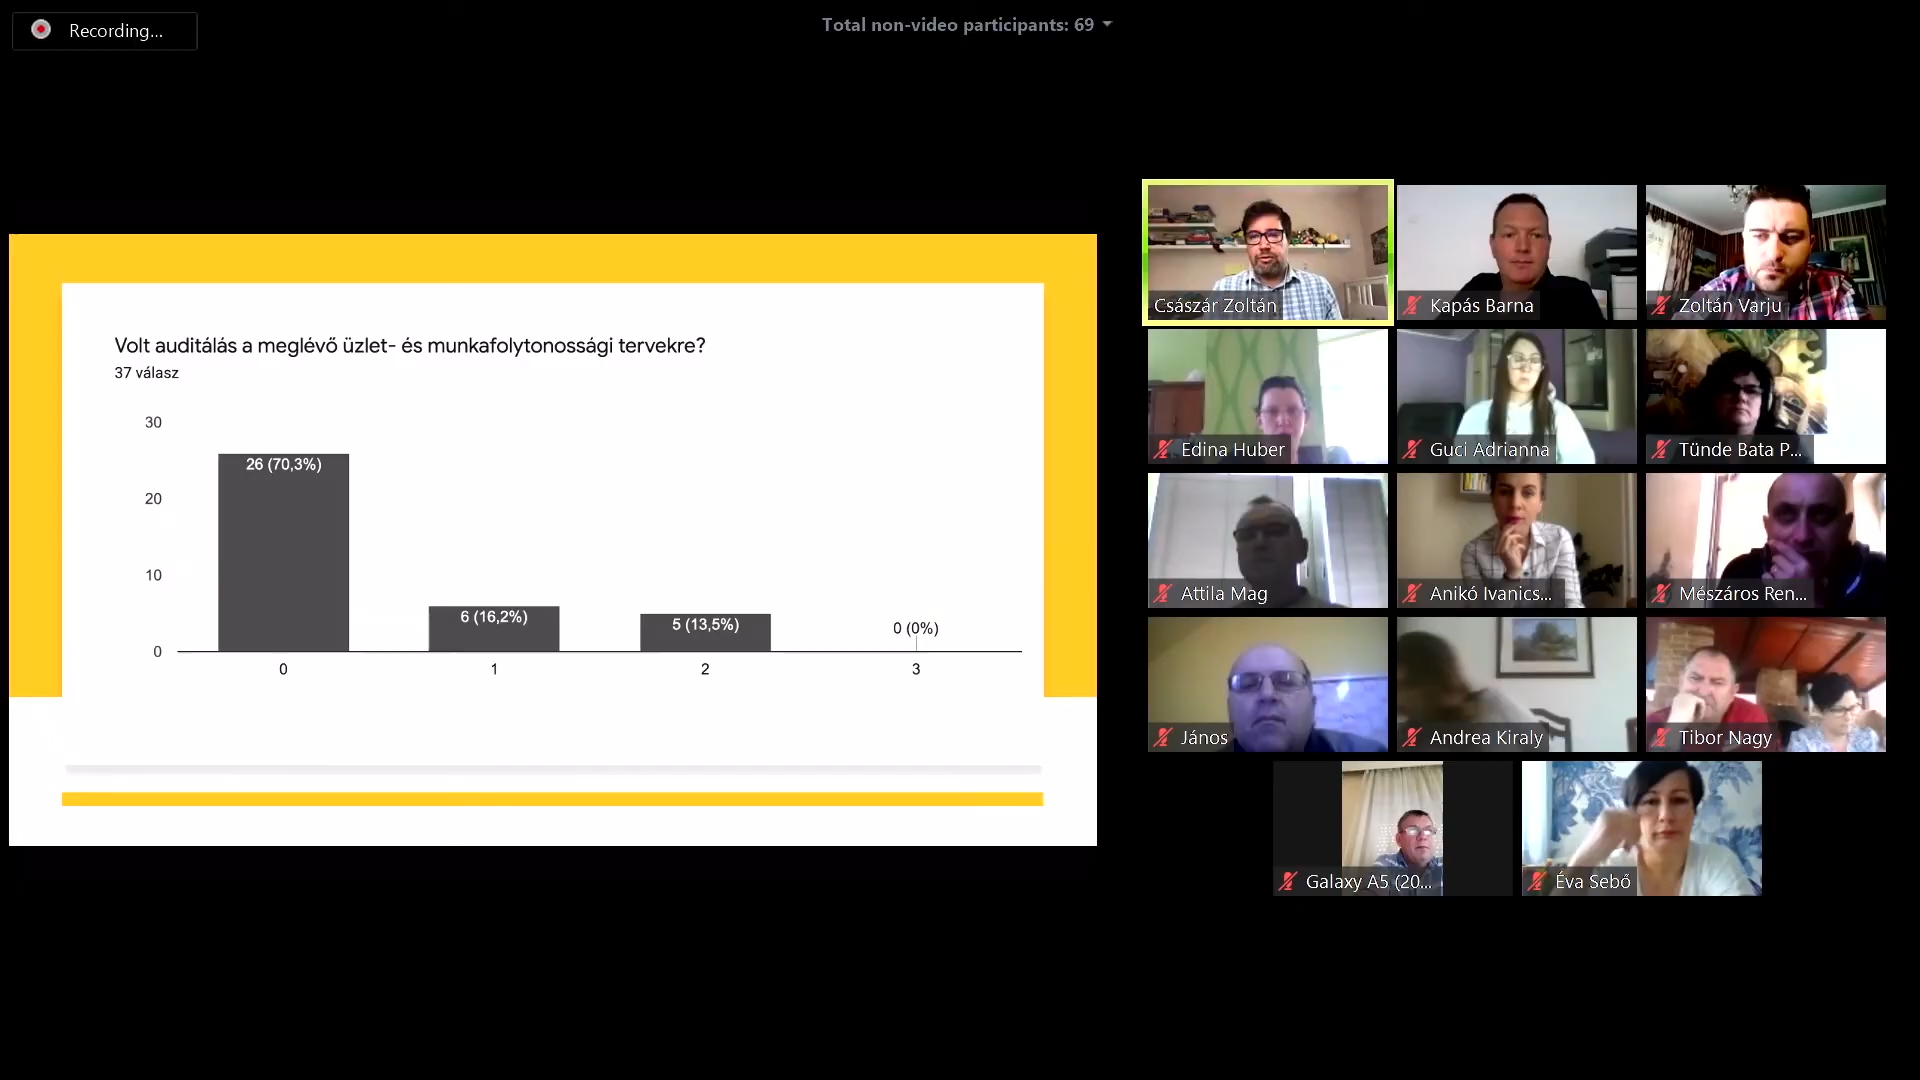 Recording...
Total non-video participants: 69
Volt auditálás a meglévő üzlet- és munkafolytonossági tervekre?
37 válasz
30
20
10
0
26 (70,3%)
6 (16,2%)
5 (13,5%)
0 (0%)
0
1
2
3
Császár Zoltán
Kapás Barna
Zoltán Varju
Edina Huber
Guci Adrianna
Tünde Bata P...
Attila Mag
Anikó Ivanics...
Mészáros Ren...
János
Andrea Kiraly
Tibor Nagy
Galaxy A5 (20...
Éva Sebő